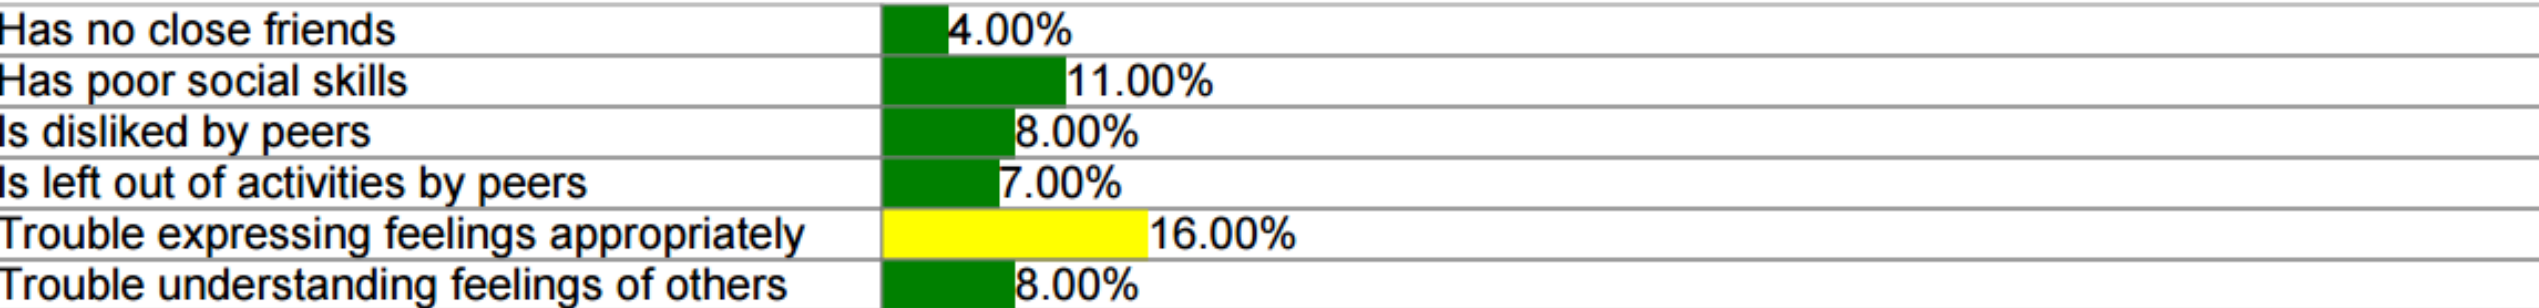 Has no close friends 4.00%
Has poor social skills 11.00%
Is disliked by peers 8.00%
Is left out of activities by peers 7.00%
Trouble expressing feelings appropriately 16.00%
Trouble understanding feelings of others 8.00%